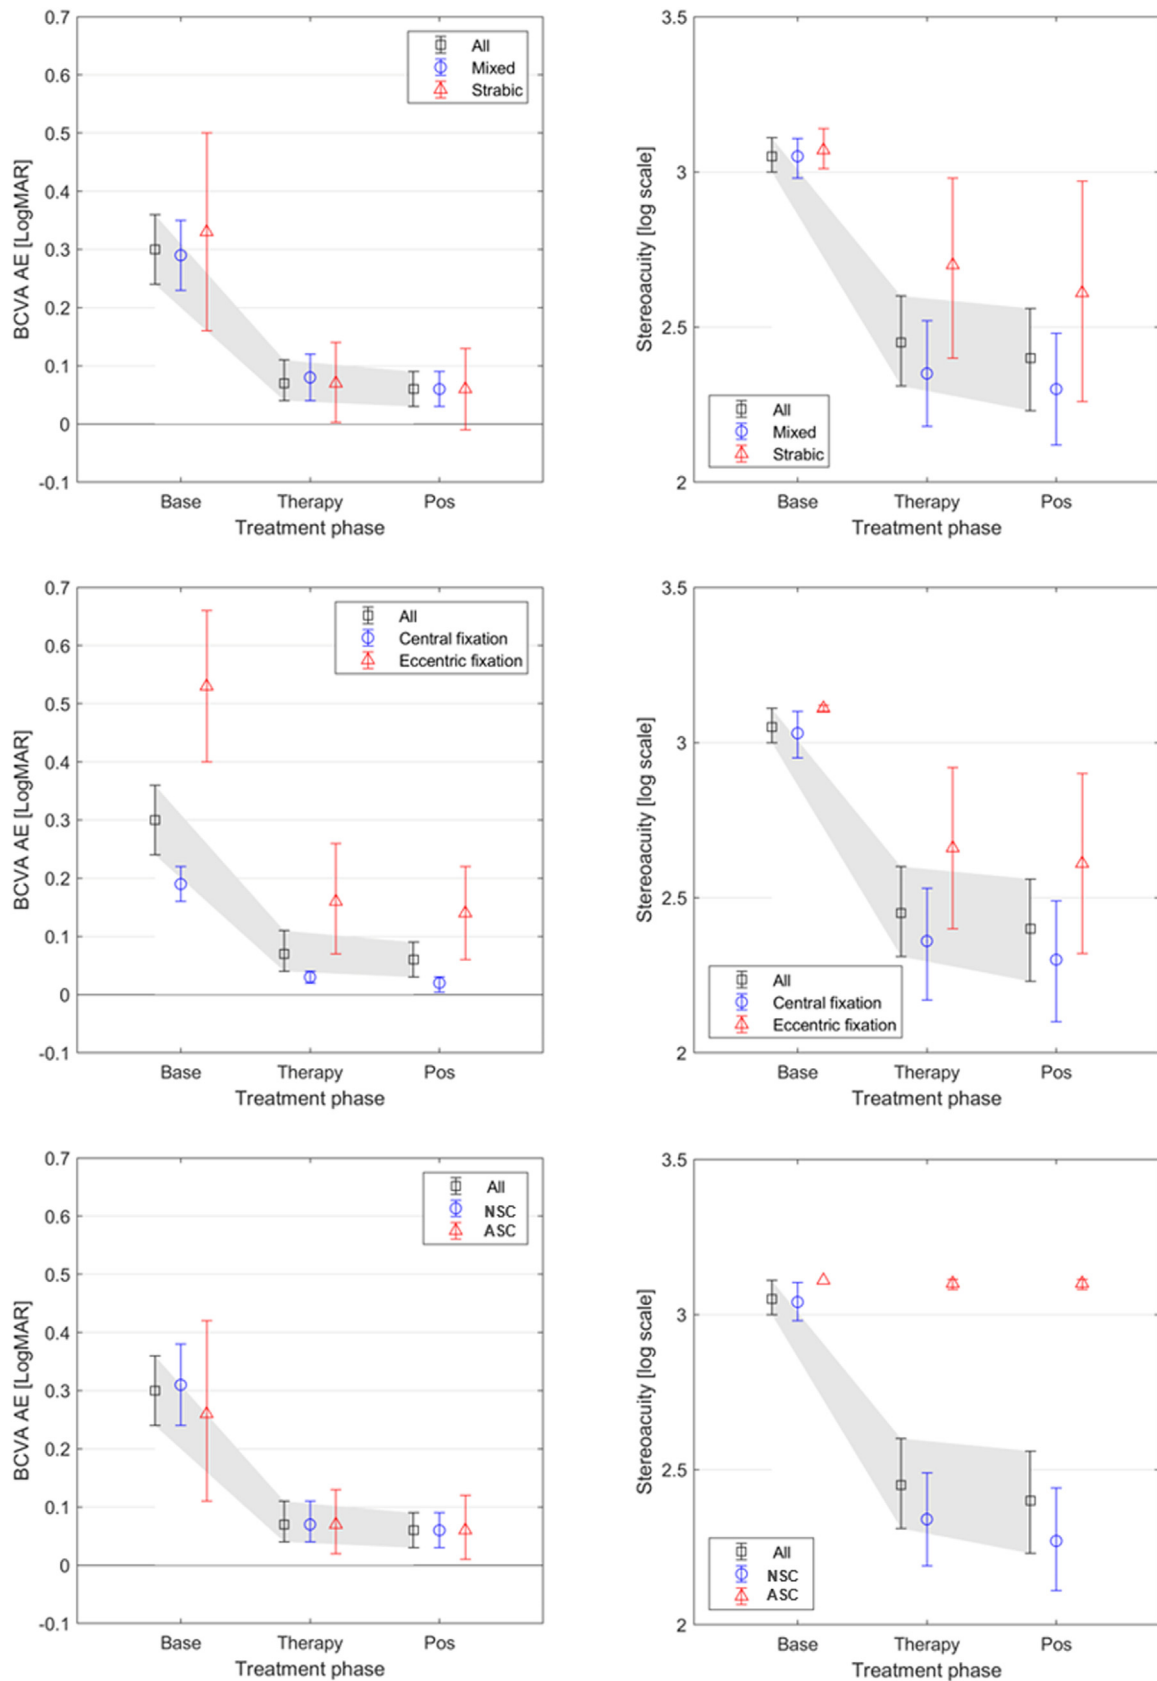 0.7
0.6
0.5
0.4
0.3
0.2
0.1
0
-0.1
BCVA AE [LogMAR]
All
Mixed
Strabic
Base Therapy Pos
Treatment phase
3.5
3
2.5
2
Stereoacuity [log scale]
All
Mixed
Strabic
Base Therapy Pos
Treatment phase
0.7
0.6
0.5
0.4
0.3
0.2
0.1
0
-0.1
BCVA AE [LogMAR]
All
Central fixation
Eccentric fixation
Base Therapy Pos
Treatment phase
3.5
3
2.5
2
Stereoacuity [log scale]
All
Central fixation
Eccentric fixation
Base Therapy Pos
Treatment phase
0.7
0.6
0.5
0.4
0.3
0.2
0.1
0
-0.1
BCVA AE [LogMAR]
All
NSC
ASC
Base Therapy Pos
Treatment phase
3.5
3
2.5
2
Stereoacuity [log scale]
All
NSC
ASC
Base Therapy Pos
Treatment phase